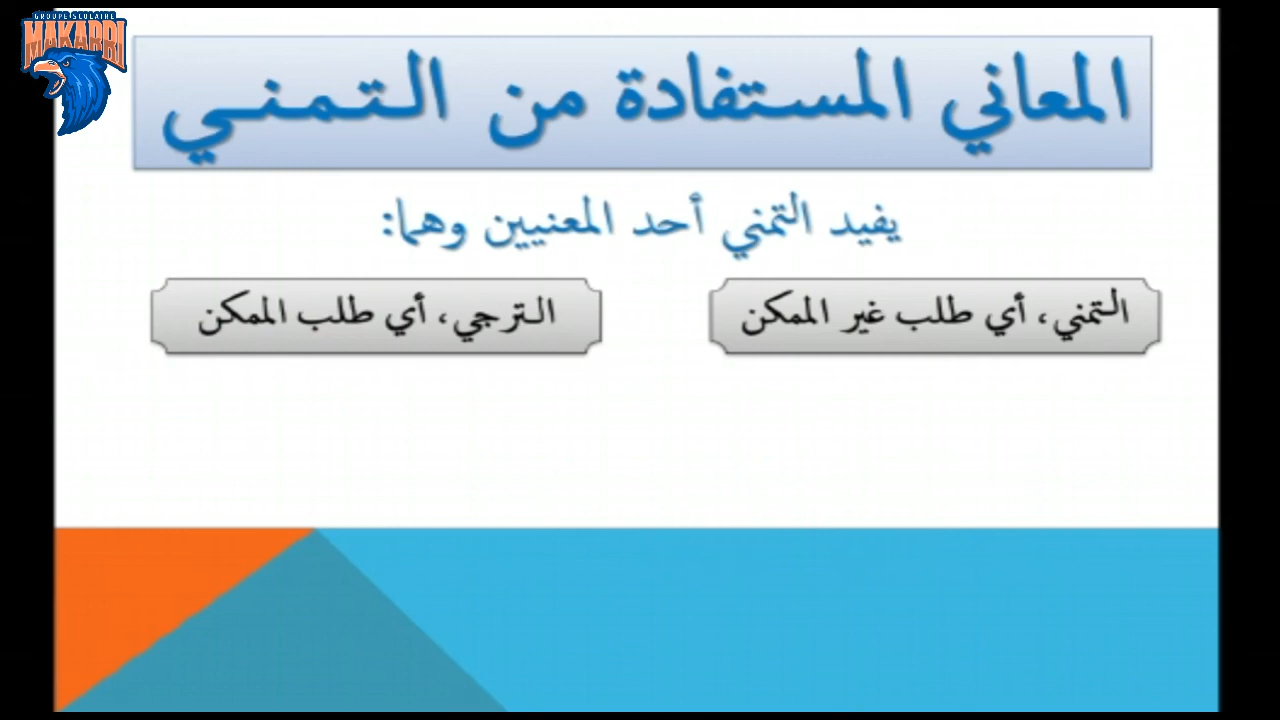 GROUPE SCOLAIRE
MAKARRI
المعاني المستفادة من التمني
يفيد التمني أحد المعنيين وهما:
التمني، أي طلب غير الممكن
الترجي، أي طلب الممكن